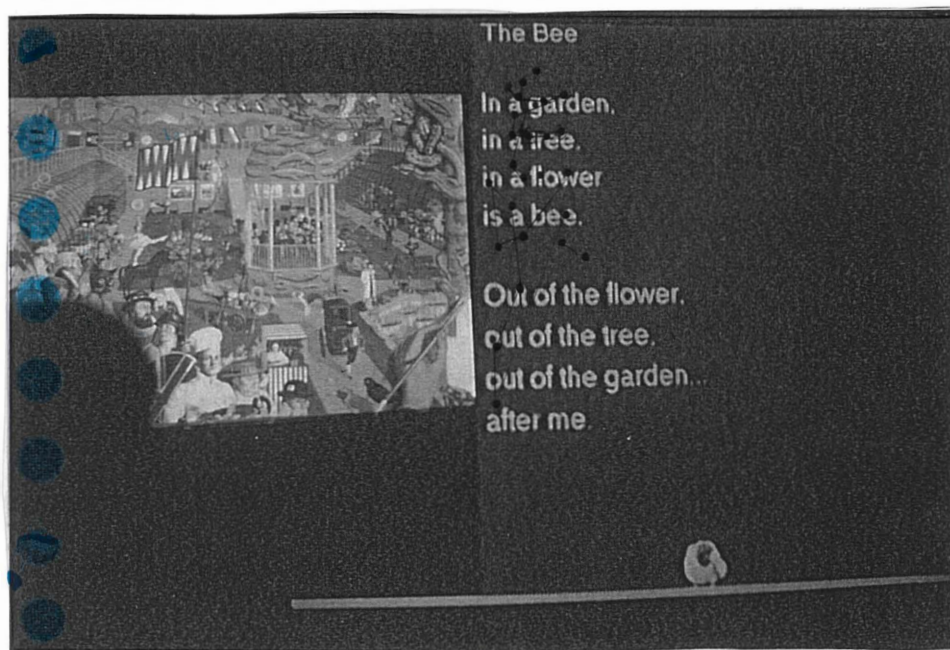 The Bee
In a garden,
in a tree,
in a flower
is a bee.
Out of the flower,
out of the tree,
out of the garden...
after me.